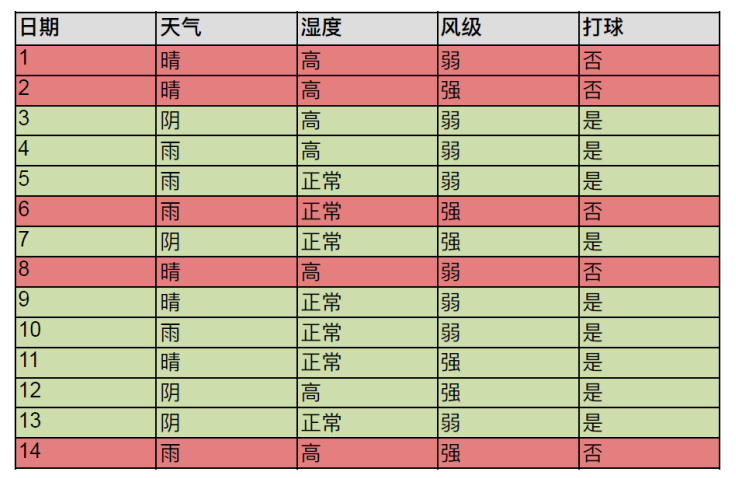 日期 天气 湿度 风级 打球
1 晴 高 弱 否
2 晴 高 强 否
3 阴 高 弱 是
4 雨 高 弱 是
5 雨 正常 弱 是
6 雨 正常 强 否
7 阴 正常 强 是
8 晴 高 弱 否
9 晴 正常 弱 是
10 雨 正常 弱 是
11 晴 正常 强 是
12 阴 高 强 是
13 阴 正常 弱 是
14 雨 高 强 否